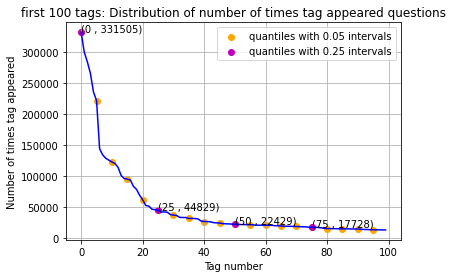 first 100 tags: Distribution of number of times tag appeared questions
(0 , 331505)
quantiles with 0.05 intervals
quantiles with 0.25 intervals
300000
250000
200000
150000
100000
50000
0
(25 , 44829)
(50 , 22429)
(75 , 17728)
0 20 40 60 80 100
Number of times tag appeared
Tag number